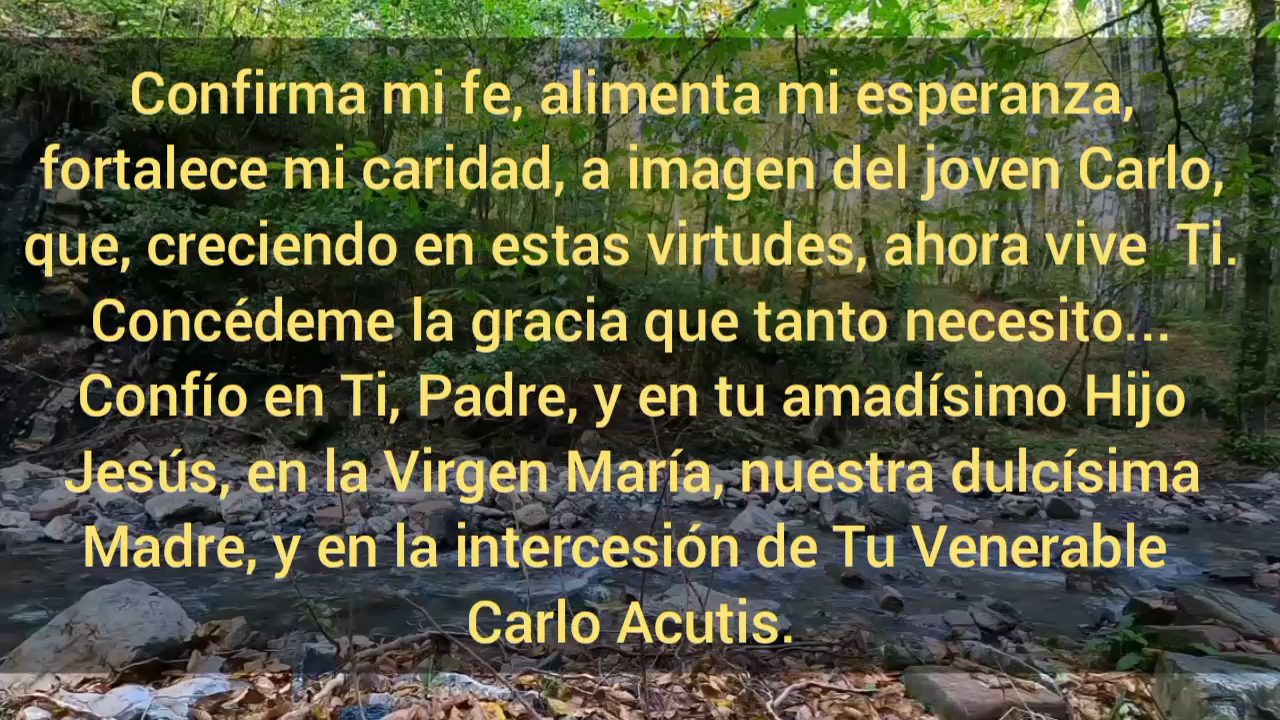 Confirma mi fe, alimenta mi esperanza,
fortalece mi caridad, a imagen del joven Carlo,
que, creciendo en estas virtudes, ahora vive  Ti.
Concédeme la gracia que tanto necesito...
Confío en Ti, Padre, y en tu amadísimo Hijo
Jesús, en la Virgen María, nuestra dulcísima
Madre, y en la intercesión de Tu Venerable
Carlo Acutis.